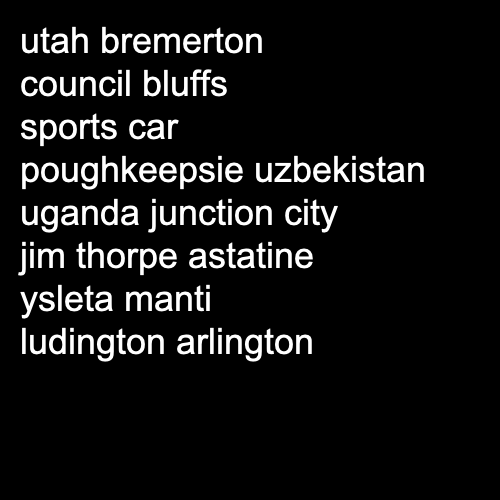 utah bremerton
council bluffs
sports car
poughkeepsie uzbekistan
uganda junction city
jim thorpe astatine
ysleta manti
ludington arlington